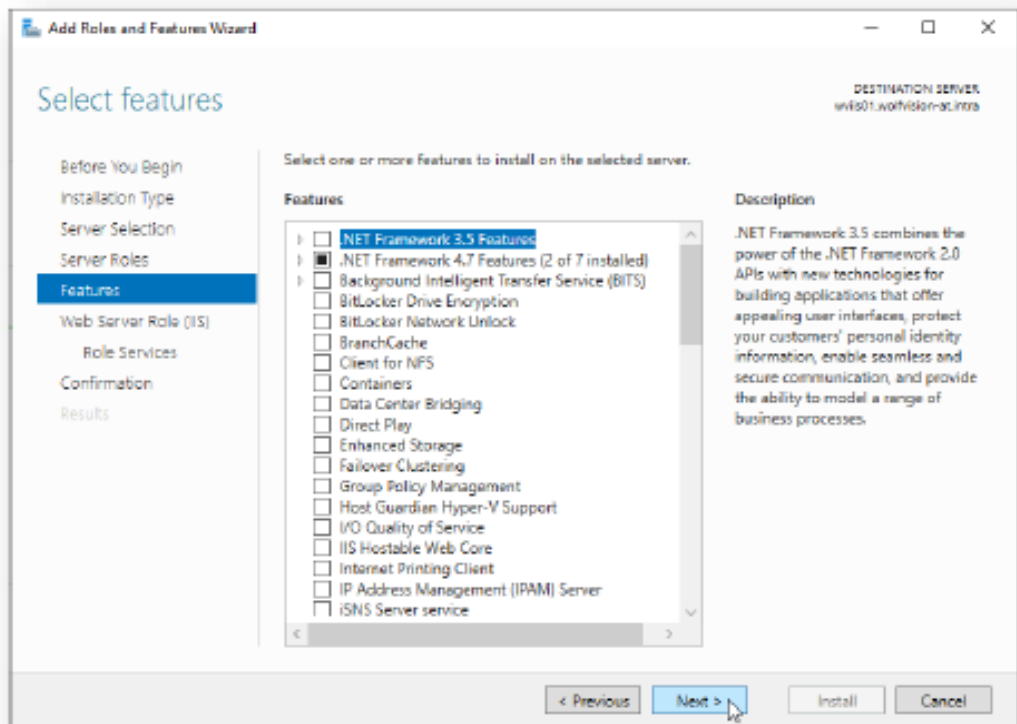 Add Roles and Features Wizard
Select features
DESTINATION SERVER
wviis01.wolfvision-at.intra
Before You Begin
Installation Type
Server Selection
Server Roles
Features
Web Server Role (IIS)
Role Services
Confirmation
Results
Select one or more features to install on the selected server.
Features
.NET Framework 3.5 Features
.NET Framework 4.7 Features (2 of 7 installed)
Background Intelligent Transfer Service (BITS)
BitLocker Drive Encryption
BitLocker Network Unlock
BranchCache
Client for NFS
Containers
Data Center Bridging
Direct Play
Enhanced Storage
Failover Clustering
Group Policy Management
Host Guardian Hyper-V Support
I/O Quality of Service
IIS Hostable Web Core
Internet Printing Client
IP Address Management (IPAM) Server
iSNS Server service
Description
.NET Framework 3.5 combines the
power of the .NET Framework 2.0
APIs with new technologies for
building applications that offer
appealing user interfaces, protect
your customers' personal identity
information, enable seamless and
secure communication, and provide
the ability to model a range of
business processes.
< Previous
Next >
Install
Cancel